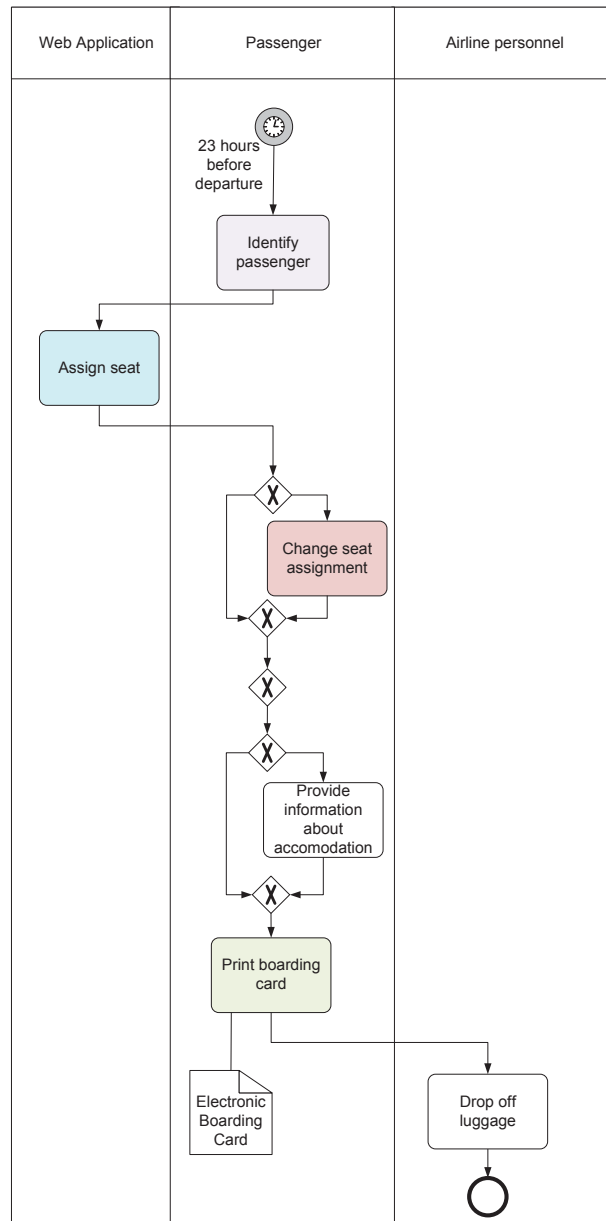 Web Application
Passenger
Airline personnel
23 hours
before
departure
Identify
passenger
Assign seat
X
Change seat
assignment
X
X
X
Provide
information
about
accomodation
X
Print boarding
card
Electronic
Boarding
Card
Drop off
luggage